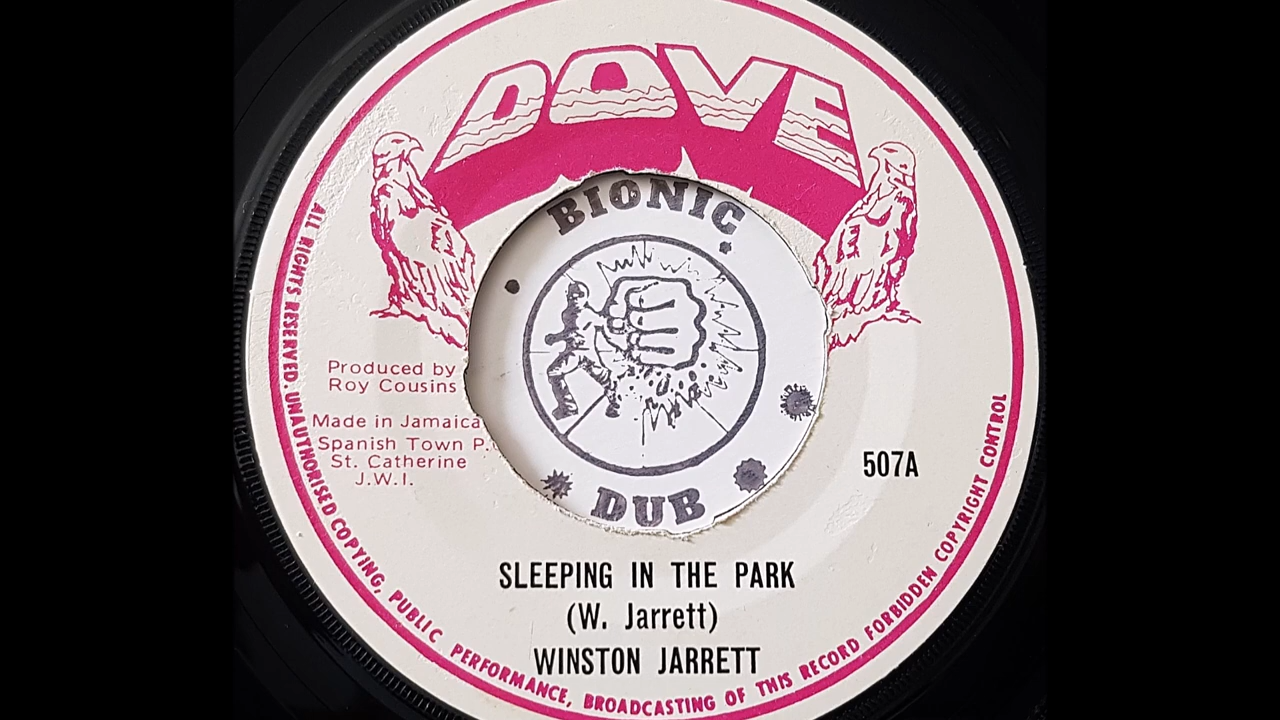 DOVE
BIONIC
DUB
Produced by
Roy Cousins
Made in Jamaica
Spanish Town P.
St. Catherine
J.W.I.
507A
SLEEPING IN THE PARK
(W. Jarrett)
WINSTON JARRETT
ALL RIGHTS RESERVED. UNAUTHORISED COPYING, PUBLIC PERFORMANCE, BROADCASTING OF THIS RECORD FORBIDDEN COPYRIGHT CONTROL